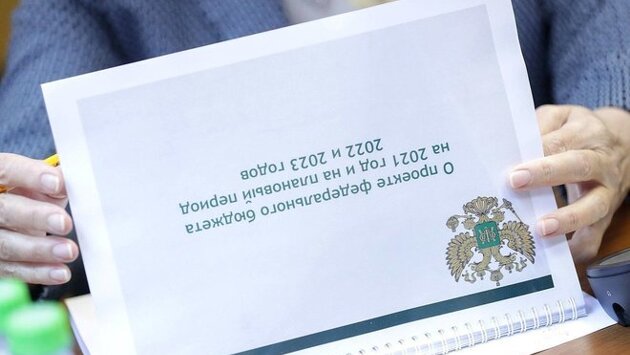 О проекте федерального бюджета
на 2021 год и на плановый период
2022 и 2023 годов